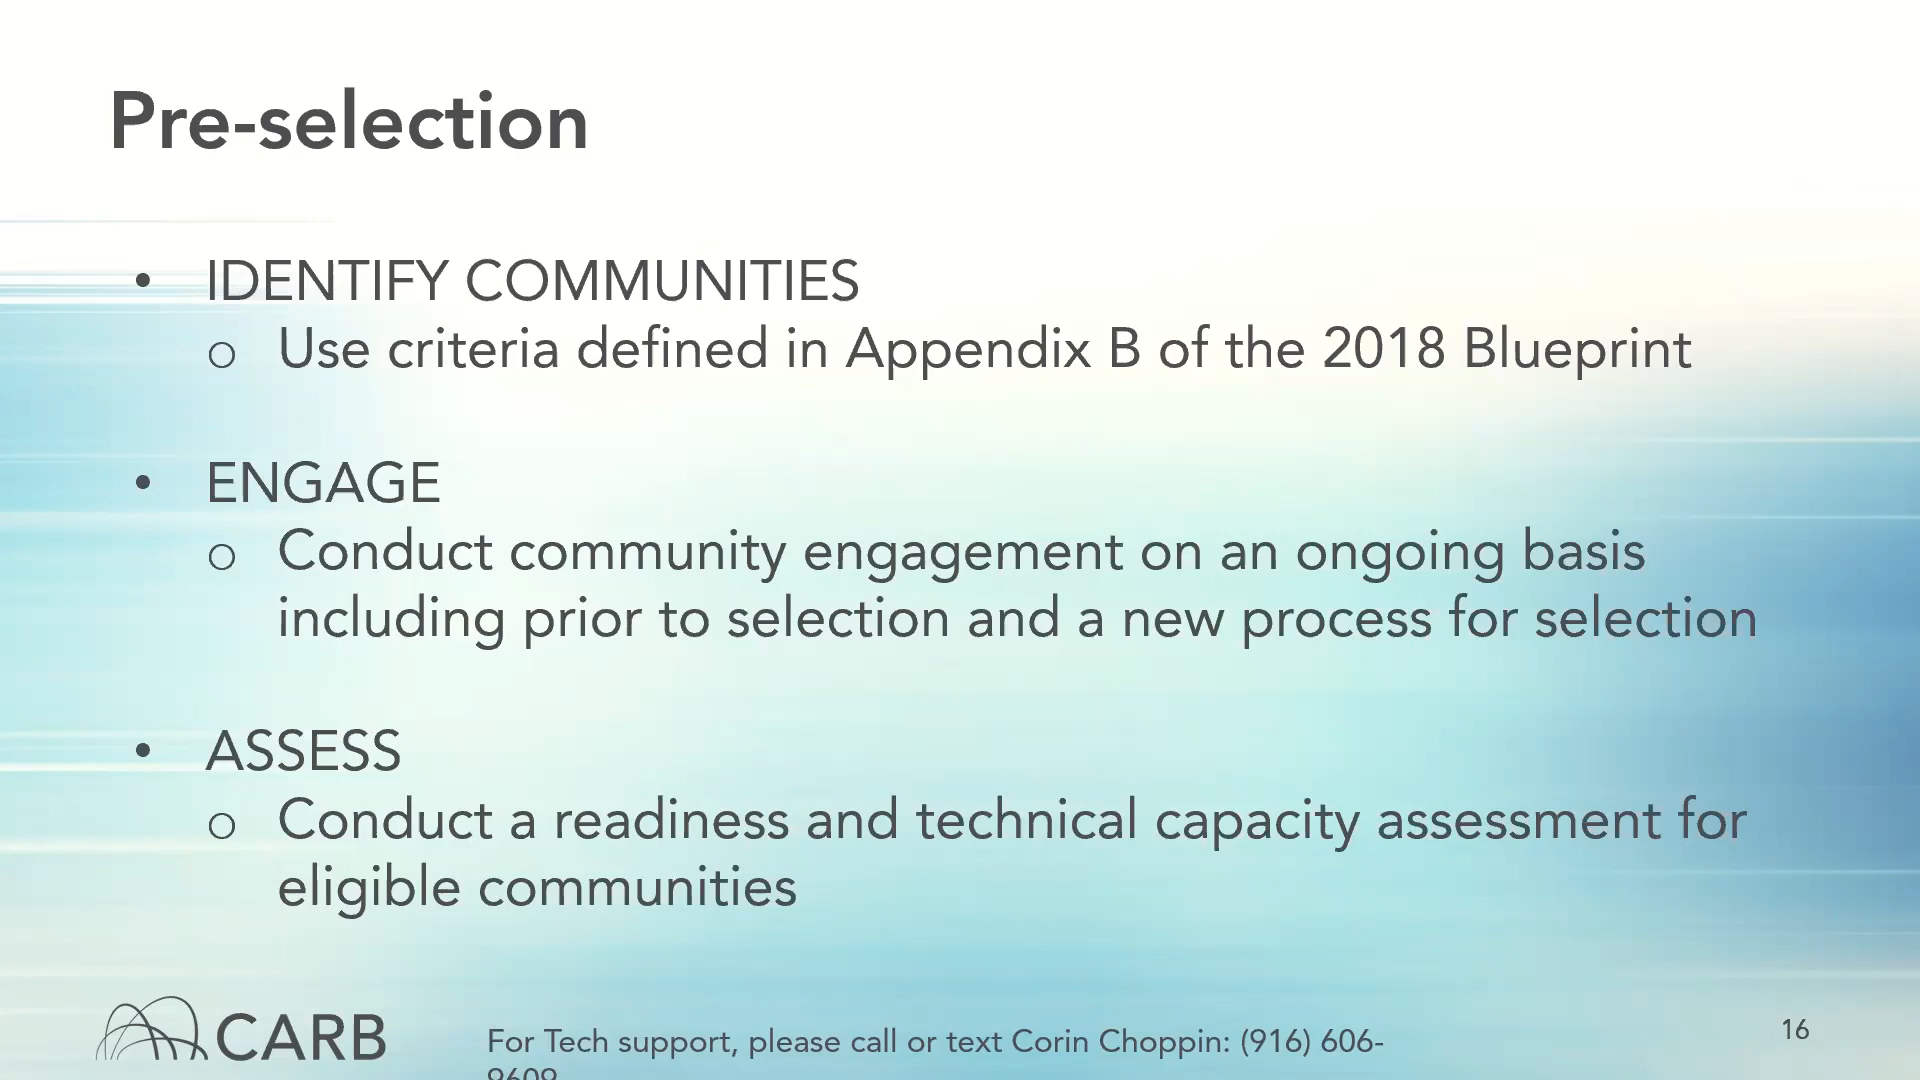 Pre-selection
• IDENTIFY COMMUNITIES
o Use criteria defined in Appendix B of the 2018 Blueprint
• ENGAGE
o Conduct community engagement on an ongoing basis
including prior to selection and a new process for selection
• ASSESS
o Conduct a readiness and technical capacity assessment for
eligible communities
CARB
For Tech support, please call or text Corin Choppin: (916) 606-
16